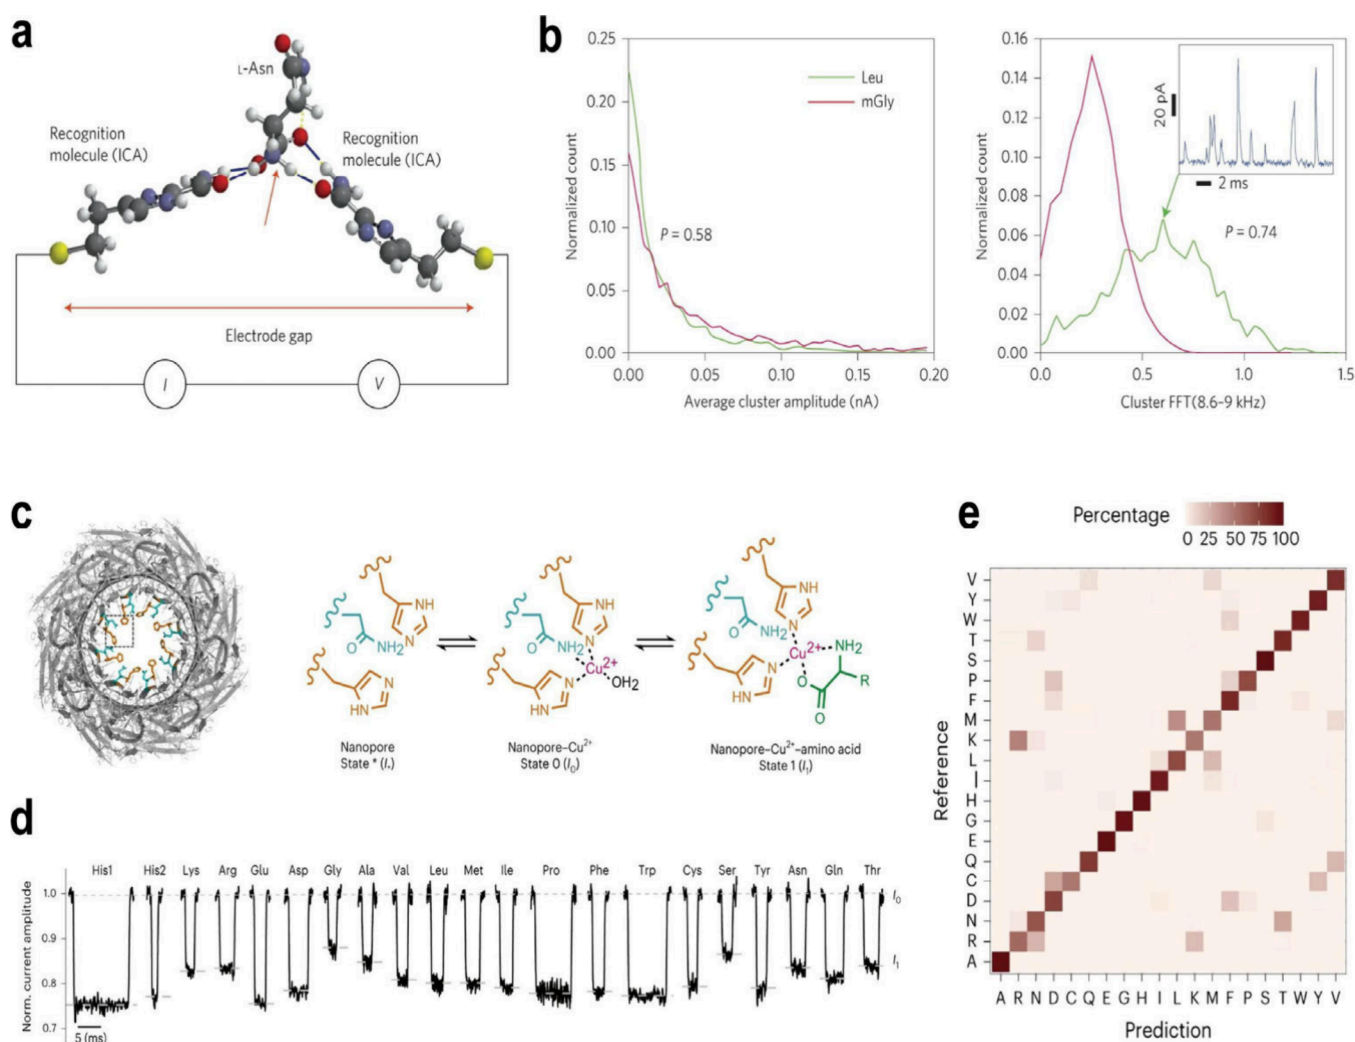 a
L-Asn
Recognition
molecule (ICA)
Recognition
molecule (ICA)
Electrode gap
I
V
b
0.25
0.20
0.15
0.10
0.05
0.00
Normalized count
Leu
mGly
P = 0.58
0.00
0.05
0.10
0.15
0.20
Average cluster amplitude (nA)
0.16
0.14
0.12
0.10
0.08
0.06
0.04
0.02
0.00
Normalized count
20 pA
2 ms
P = 0.74
0.0
0.5
1.0
1.5
Cluster FFT(8.6–9 kHz)
c
NH
O
NH2
N
N
HN
Nanopore
State * (I*)
NH
O
NH2
N
Cu2+
N
OH2
HN
Nanopore–Cu2+
State 0 (I0)
NH
O
NH2
N
Cu2+
NH2
N
O
R
HN
O
Nanopore–Cu2+–amino acid
State 1 (I1)
d
Norm. current amplitude
1.0
0.9
0.8
0.7
His1 His2 Lys Arg Glu Asp Gly Ala Val Leu Met Ile Pro Phe Trp Cys Ser Tyr Asn Gln Thr
I0
I1
5 (ms)
e
Percentage
0 25 50 75 100
Reference
V
Y
W
T
S
P
F
M
K
L
I
H
G
E
Q
C
D
N
R
A
A R N D C Q E G H I L K M F P S T W Y V
Prediction